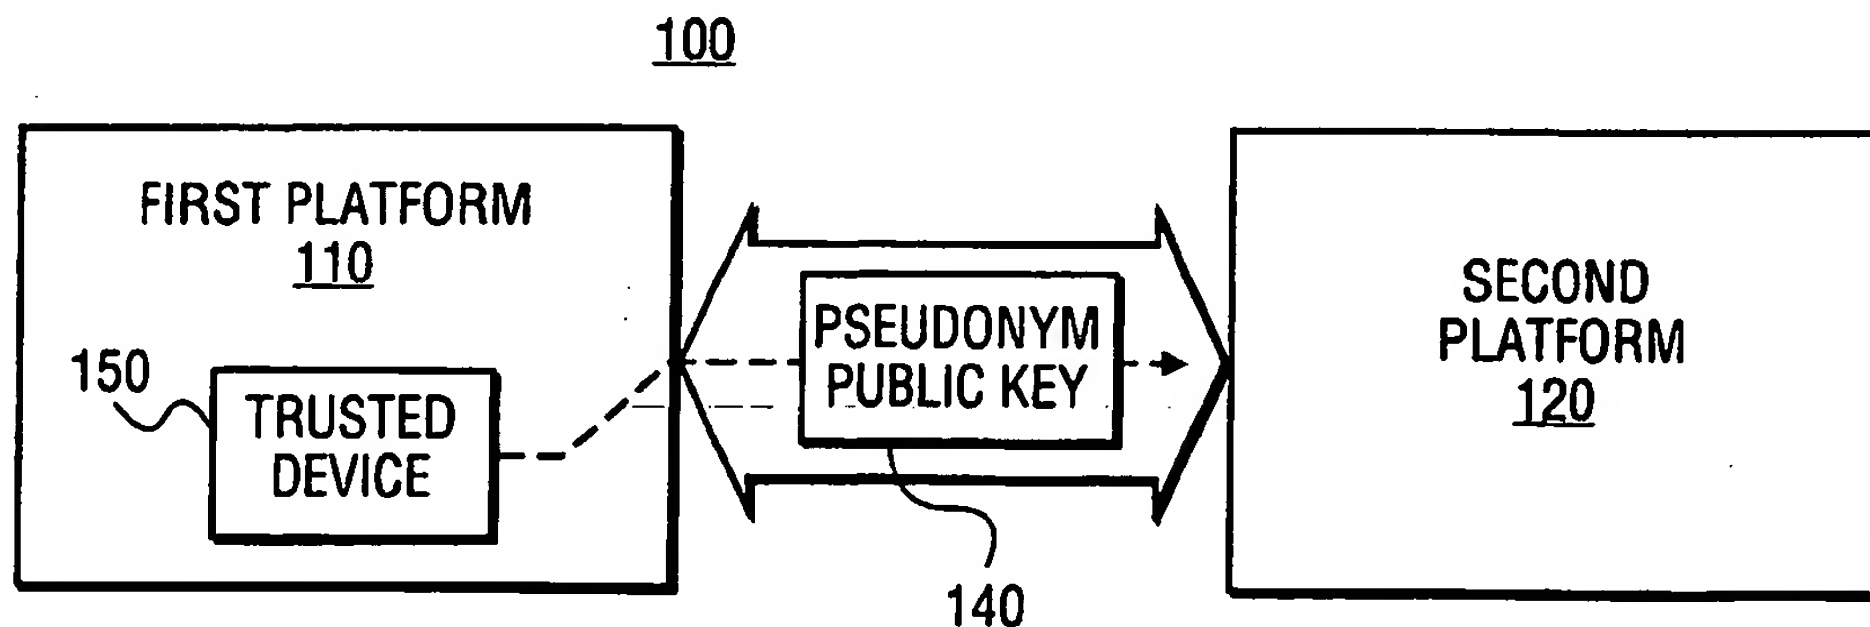 100
FIRST PLATFORM
110
150
TRUSTED
DEVICE
PSEUDONYM
PUBLIC KEY
140
SECOND
PLATFORM
120